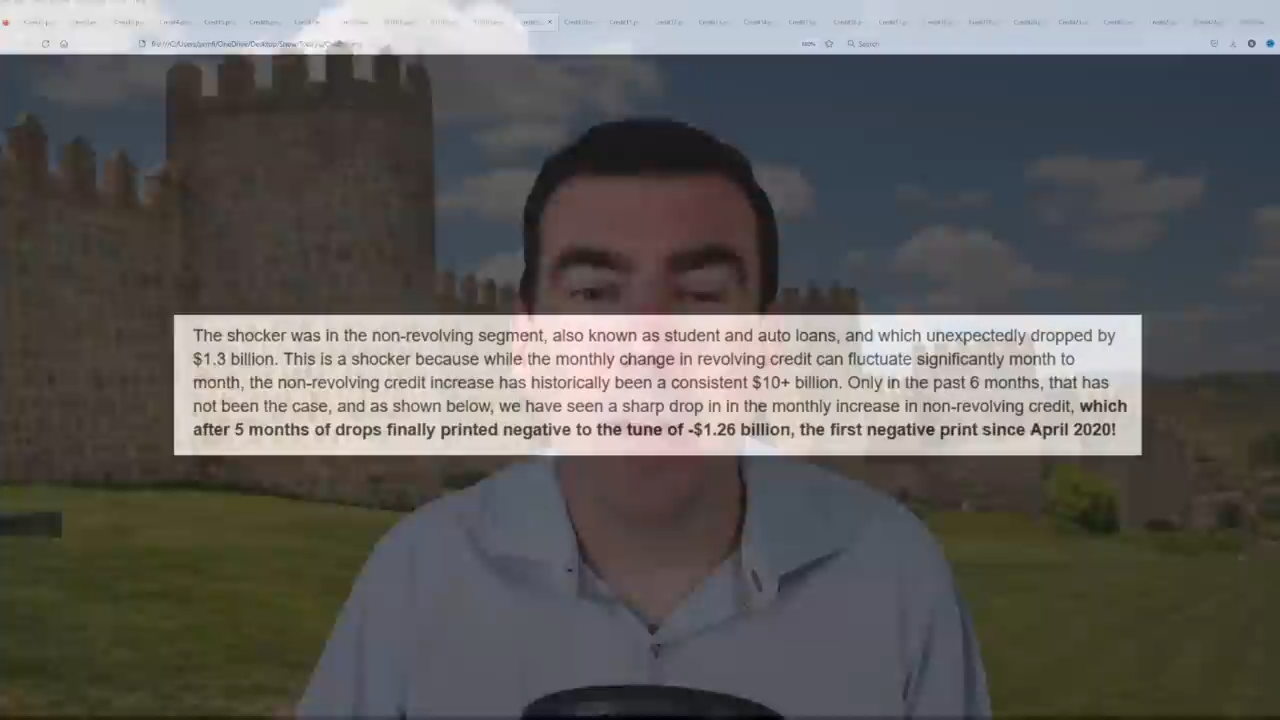 Search
The shocker was in the non-revolving segment, also known as student and auto loans, and which unexpectedly dropped by
$1.3 billion. This is a shocker because while the monthly change in revolving credit can fluctuate significantly month to
month, the non-revolving credit increase has historically been a consistent $10+ billion. Only in the past 6 months, that has
not been the case, and as shown below, we have seen a sharp drop in in the monthly increase in non-revolving credit, which
after 5 months of drops finally printed negative to the tune of -$1.26 billion, the first negative print since April 2020!